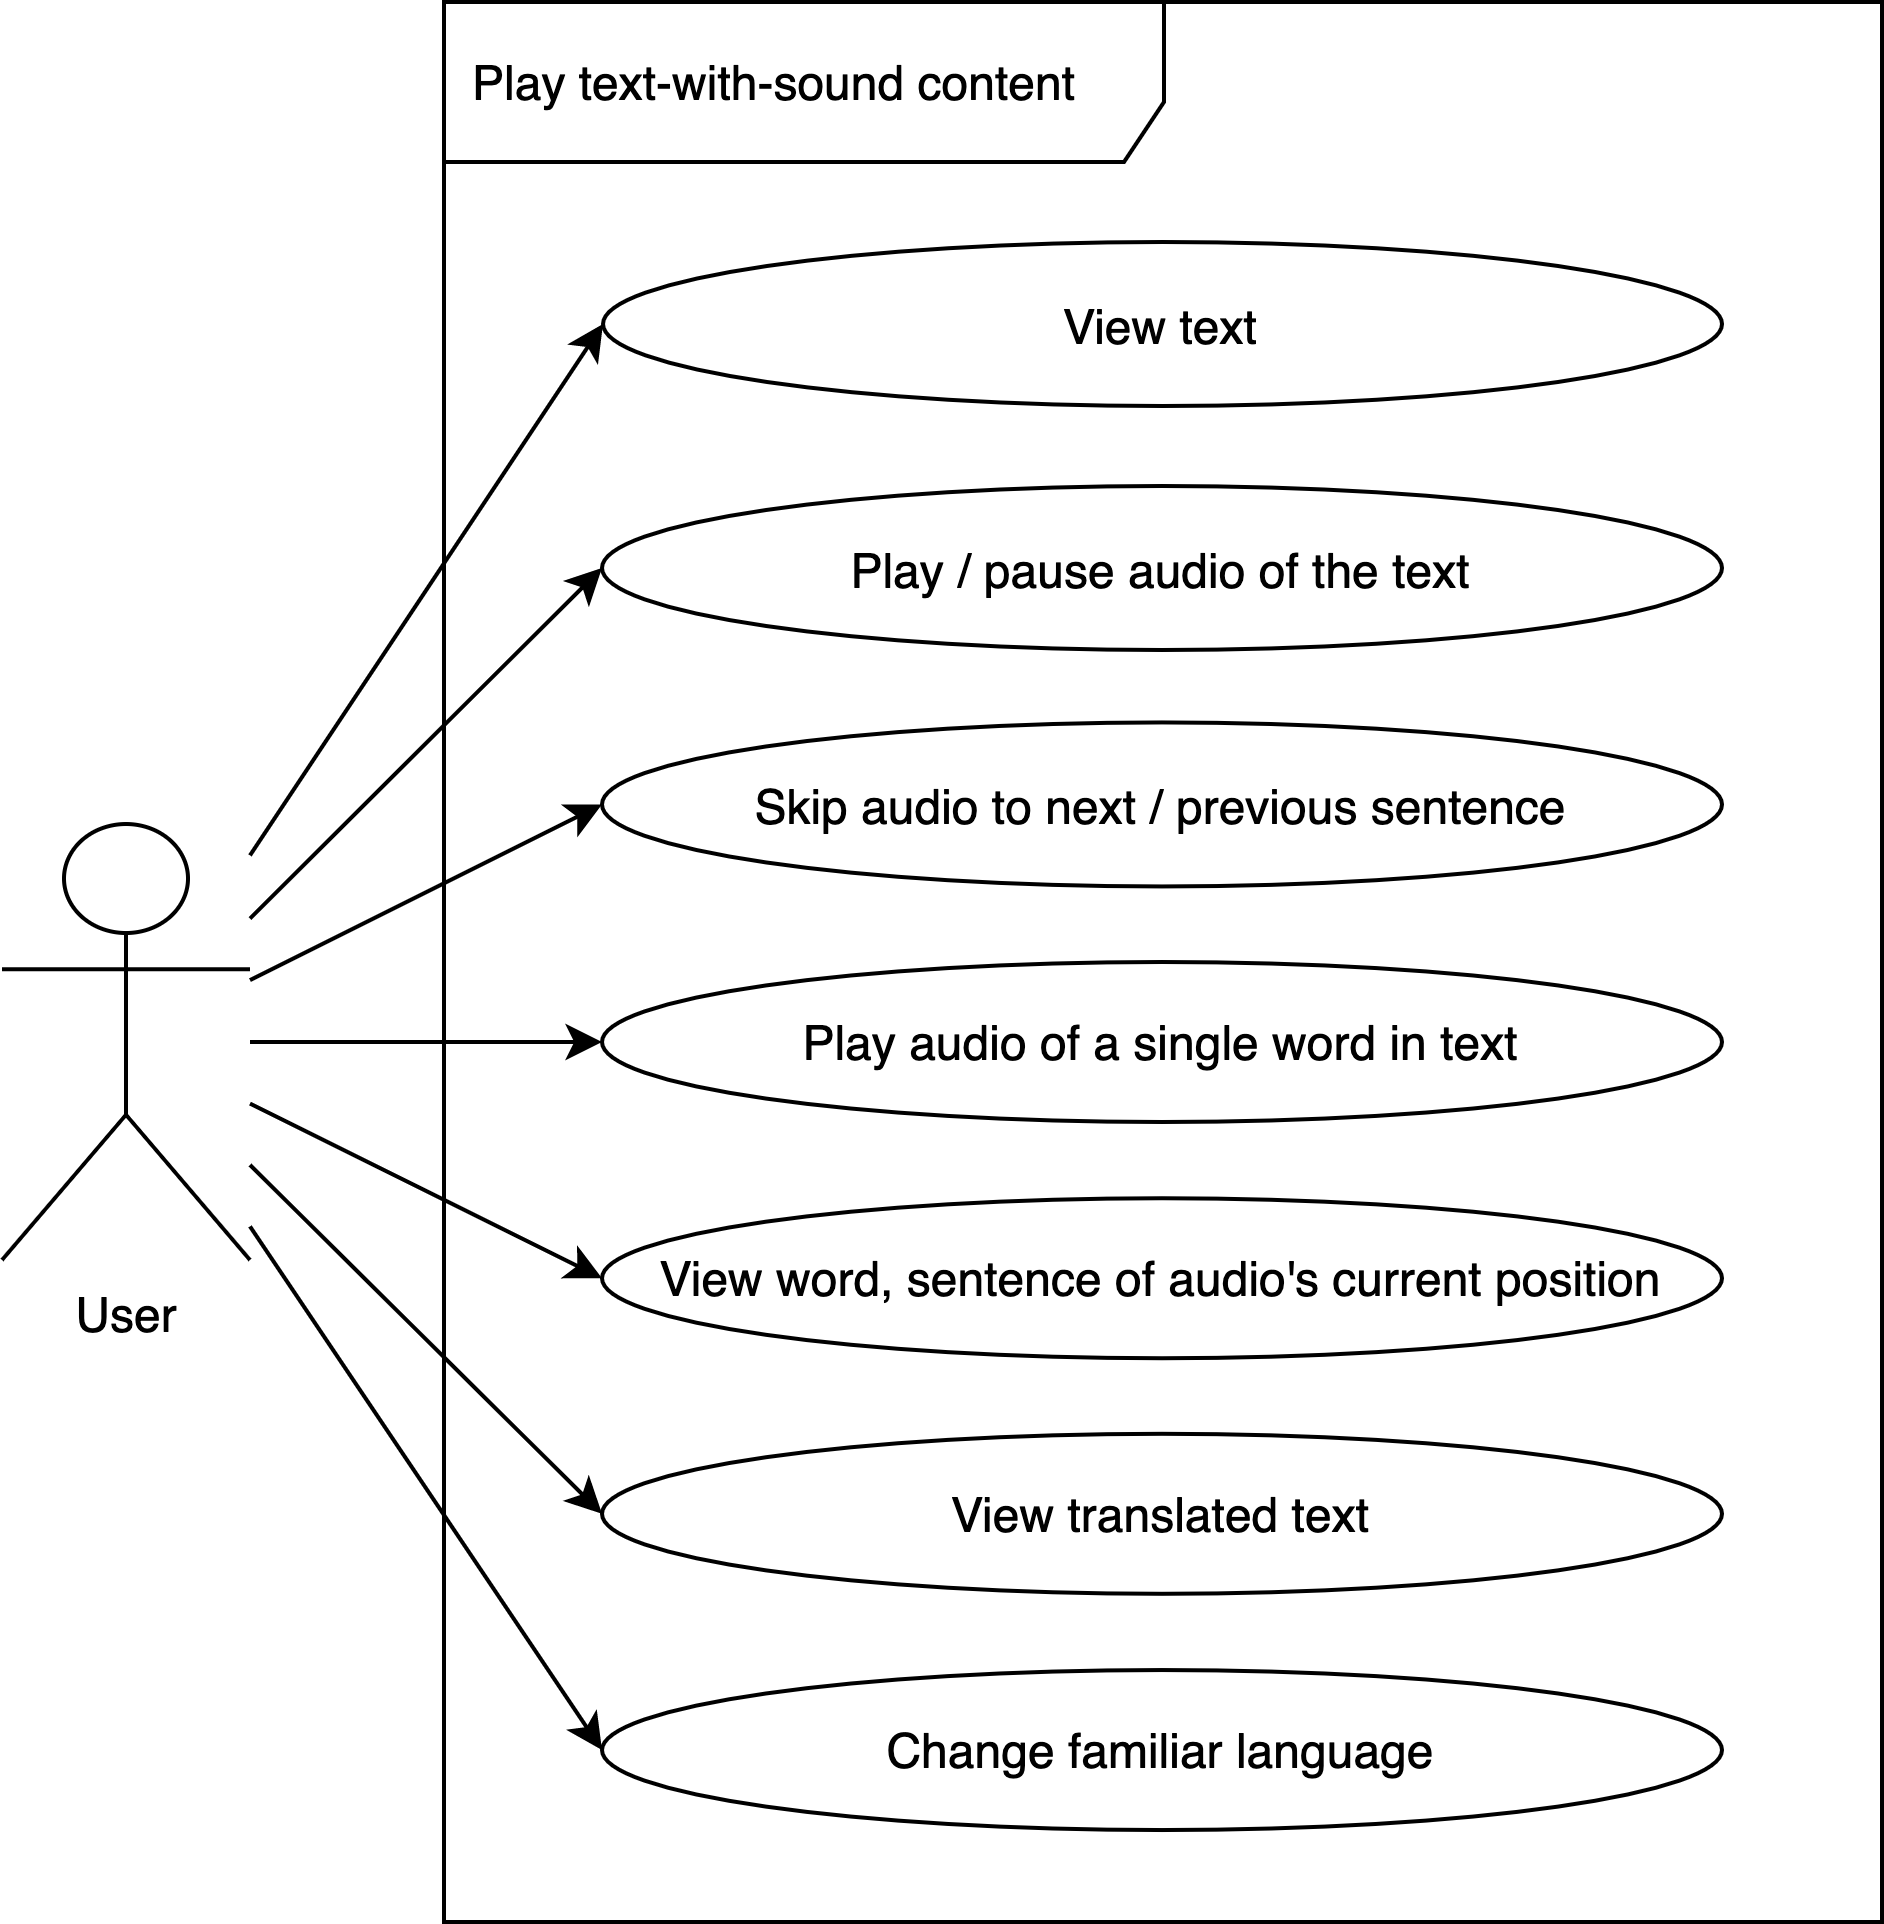 Play text-with-sound content
View text
Play / pause audio of the text
Skip audio to next / previous sentence
Play audio of a single word in text
View word, sentence of audio's current position
User
View translated text
Change familiar language